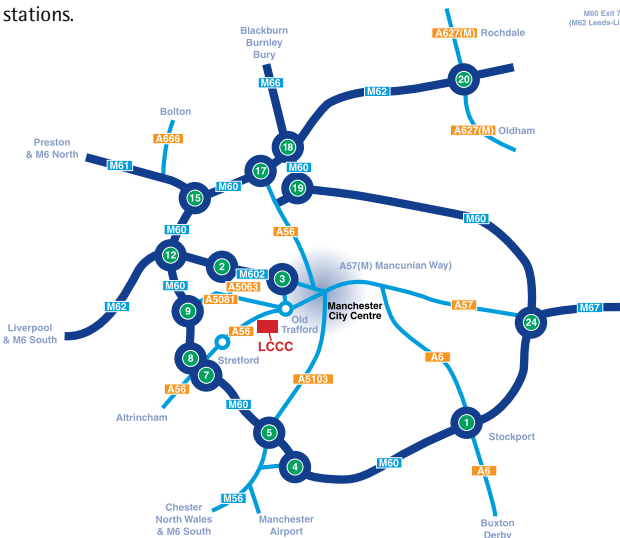 stations.
M60 Exit 7
(M62 Leeds-Li
A627(M) Rochdale
Blackburn
Burnley
Bury
M66
20
M62
Bolton
A666
A627(M) Oldham
Preston
& M6 North
M61
18
M60
17
19
M60
15
M60
A56
M60
12
2
M602
3
A57(M) Mancunian Way)
M60
A5063
A5081
M62
9
A57
M67
Manchester
City Centre
Old
Trafford
24
Liverpool
& M6 South
A56
LCCC
Stretford
8
7
A6
A5103
A56
M60
Altrincham
1
5
Stockport
4
M60
A6
M56
Chester
North Wales
& M6 South
Manchester
Airport
Buxton
Derby